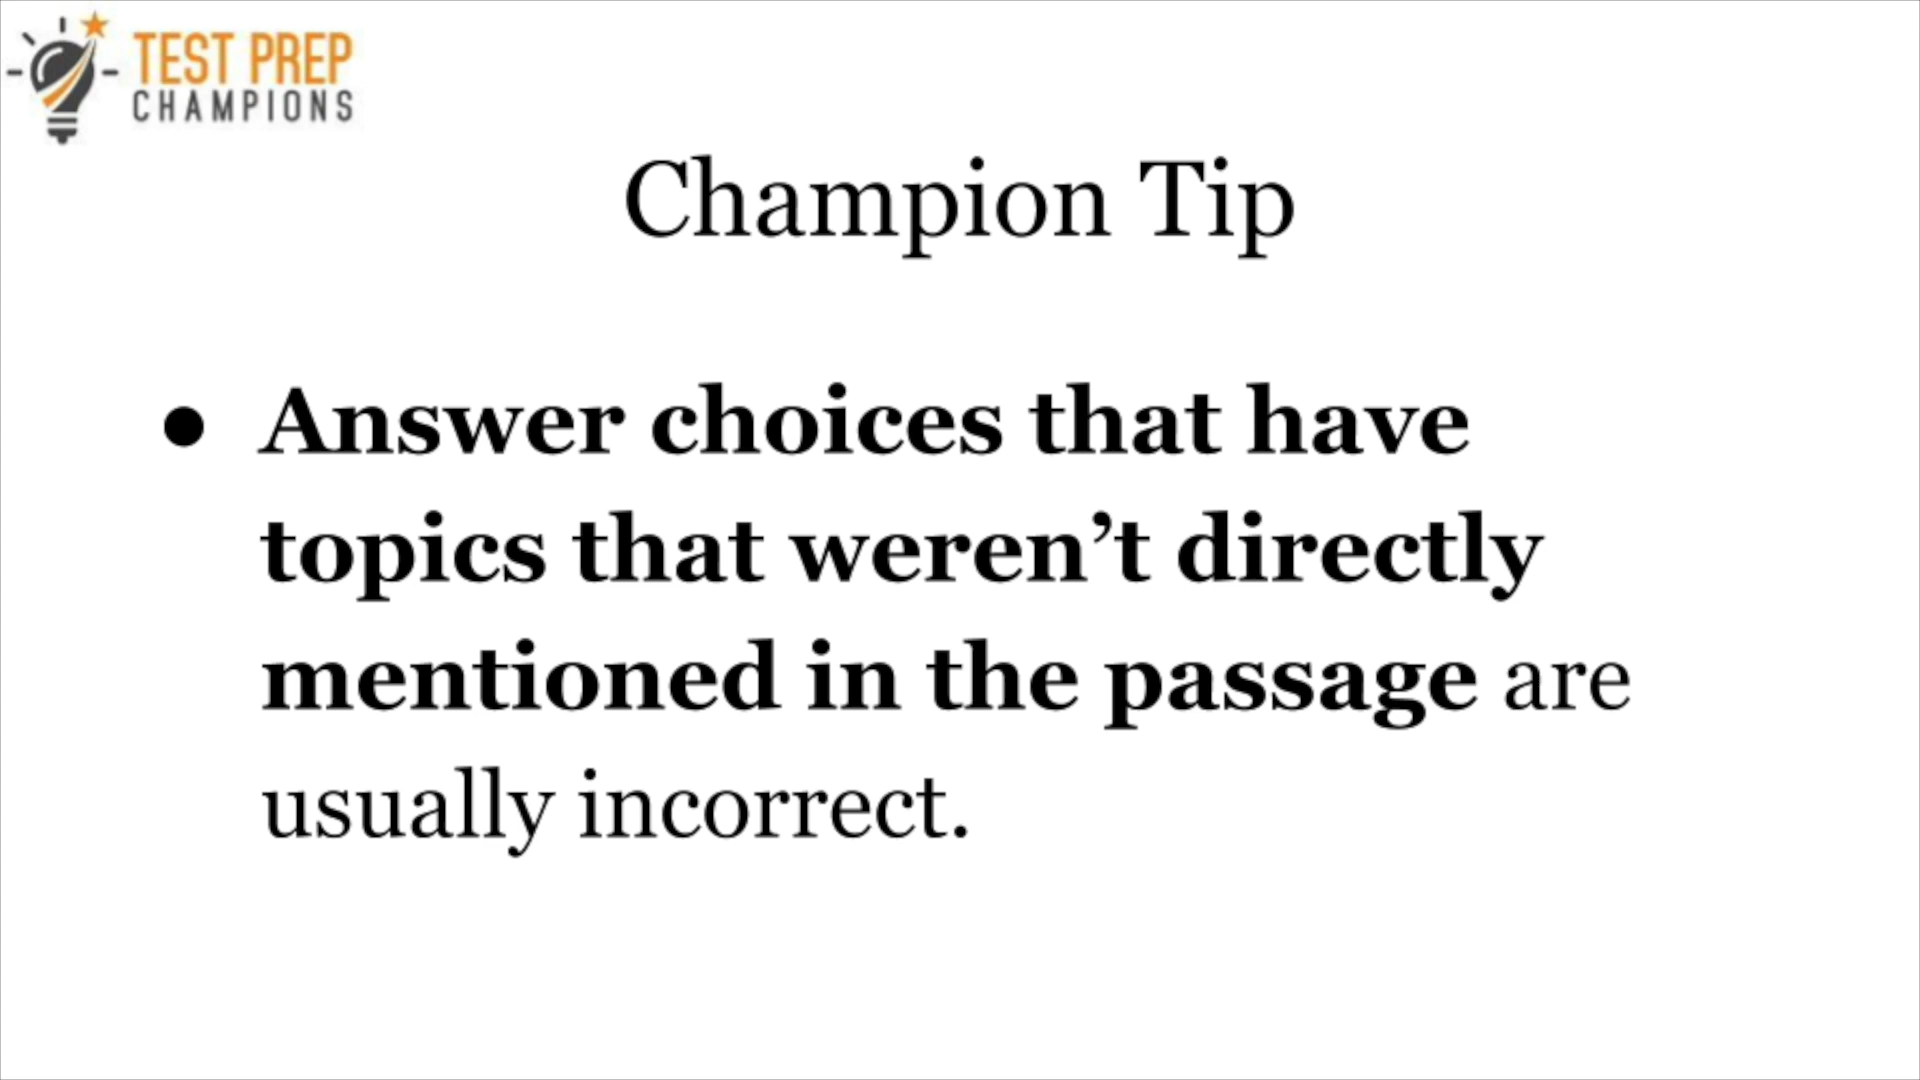 TEST PREP
CHAMPIONS
Champion Tip
● Answer choices that have
topics that weren’t directly
mentioned in the passage are
usually incorrect.